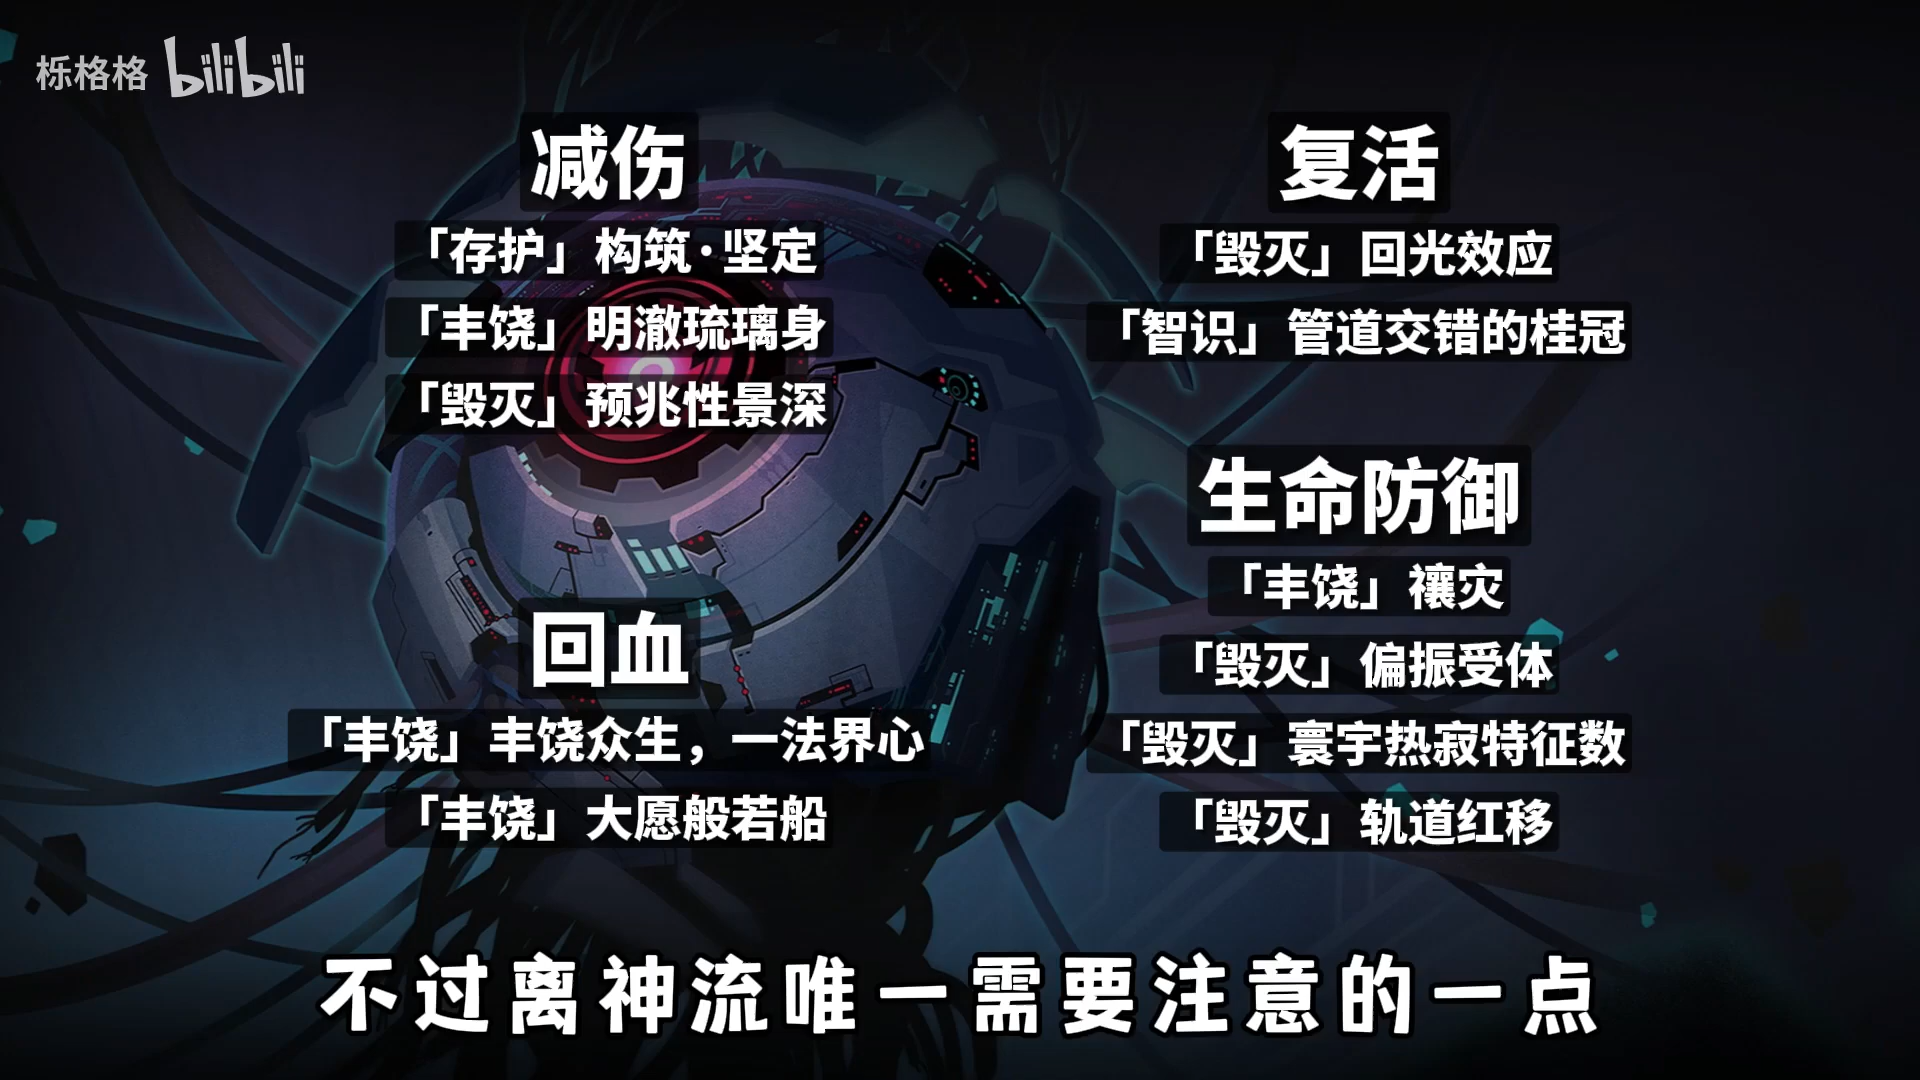 栎格格 bilibili
减伤
「存护」构筑·坚定
「丰饶」明澈琉璃身
「毁灭」预兆性景深
回血
「丰饶」丰饶众生，一法界心
「丰饶」大愿般若船
复活
「毁灭」回光效应
「智识」管道交错的桂冠
生命防御
「丰饶」禳灾
「毁灭」偏振受体
「毁灭」寰宇热寂特征数
「毁灭」轨道红移
不过离神流唯一需要注意的一点